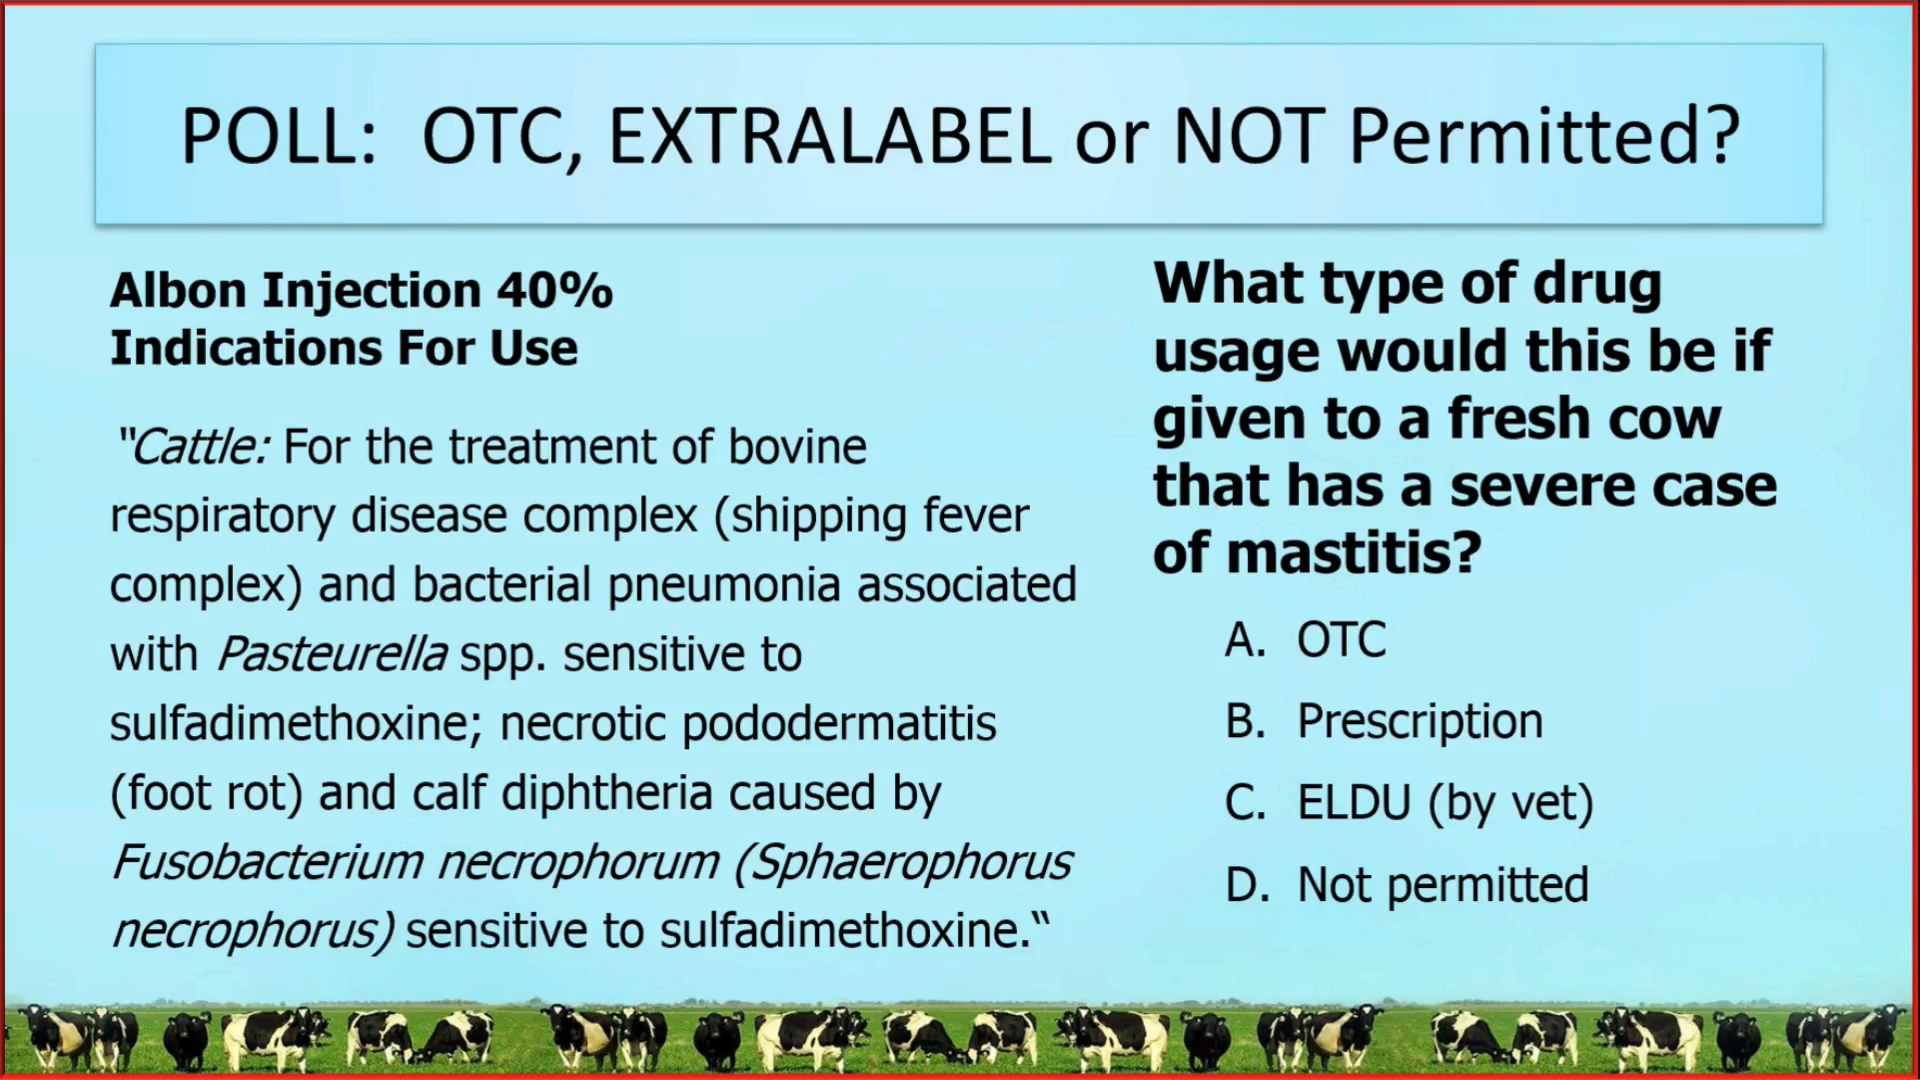 POLL:  OTC, EXTRALABEL or NOT Permitted?
Albon Injection 40%
Indications For Use
“Cattle: For the treatment of bovine
respiratory disease complex (shipping fever
complex) and bacterial pneumonia associated
with Pasteurella spp. sensitive to
sulfadimethoxine; necrotic pododermatitis
(foot rot) and calf diphtheria caused by
Fusobacterium necrophorum (Sphaerophorus
necrophorus) sensitive to sulfadimethoxine.“
What type of drug
usage would this be if
given to a fresh cow
that has a severe case
of mastitis?
A. OTC
B. Prescription
C. ELDU (by vet)
D. Not permitted